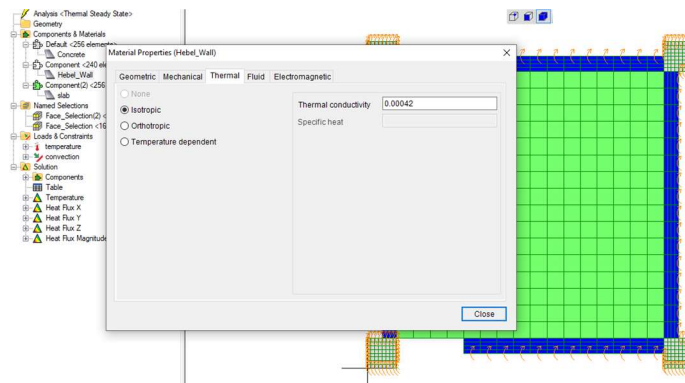 Analysis <Thermal Steady State>
Geometry
Components & Materials
Default <256 elements>
Concrete
Component <240 ele
Hebel_Wall
Component(2) <256
slab
Named Selections
Face_Selection(2) <
Face_Selection <16
Loads & Constraints
temperature
convection
Solution
Components
Table
Temperature
Heat Flux X
Heat Flux Y
Heat Flux Z
Heat Flux Magnitude
Material Properties (Hebel_Wall)
Geometric Mechanical Thermal Fluid Electromagnetic
None
Isotropic
Orthotropic
Temperature dependent
Thermal conductivity 0.00042
Specific heat
Close